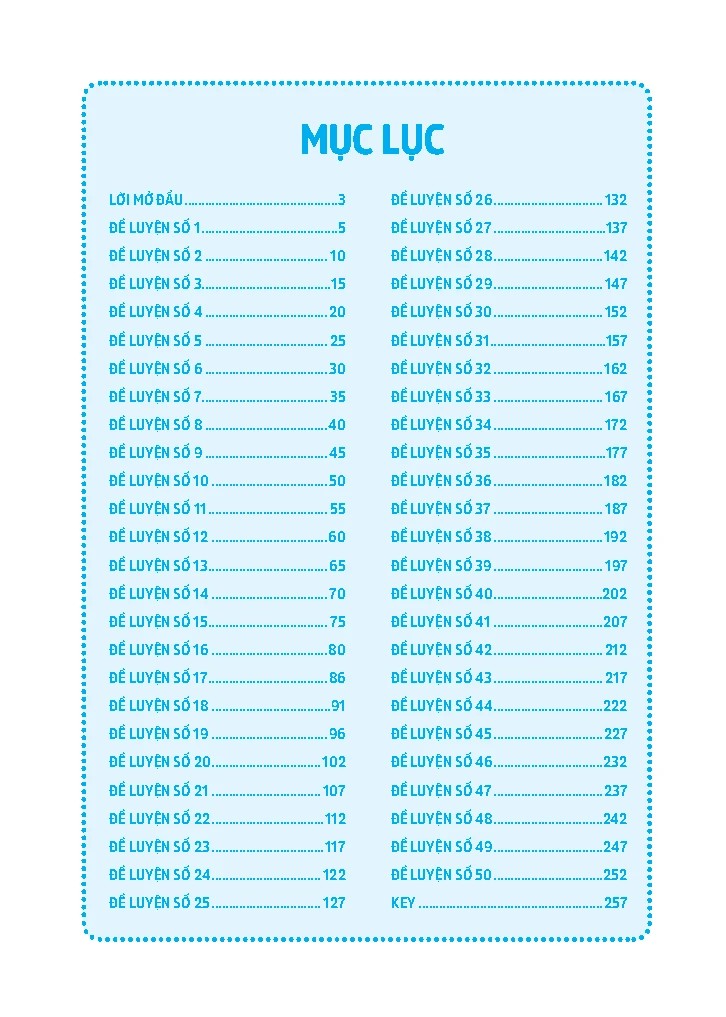 MỤC LỤC
LỜI MỞ ĐẦU.....3
ĐỀ LUYỆN SỐ 1.....5
ĐỀ LUYỆN SỐ 2.....10
ĐỀ LUYỆN SỐ 3.....15
ĐỀ LUYỆN SỐ 4.....20
ĐỀ LUYỆN SỐ 5.....25
ĐỀ LUYỆN SỐ 6.....30
ĐỀ LUYỆN SỐ 7.....35
ĐỀ LUYỆN SỐ 8.....40
ĐỀ LUYỆN SỐ 9.....45
ĐỀ LUYỆN SỐ 10.....50
ĐỀ LUYỆN SỐ 11.....55
ĐỀ LUYỆN SỐ 12.....60
ĐỀ LUYỆN SỐ 13.....65
ĐỀ LUYỆN SỐ 14.....70
ĐỀ LUYỆN SỐ 15.....75
ĐỀ LUYỆN SỐ 16.....80
ĐỀ LUYỆN SỐ 17.....86
ĐỀ LUYỆN SỐ 18.....91
ĐỀ LUYỆN SỐ 19.....96
ĐỀ LUYỆN SỐ 20.....102
ĐỀ LUYỆN SỐ 21.....107
ĐỀ LUYỆN SỐ 22.....112
ĐỀ LUYỆN SỐ 23.....117
ĐỀ LUYỆN SỐ 24.....122
ĐỀ LUYỆN SỐ 25.....127
ĐỀ LUYỆN SỐ 26.....132
ĐỀ LUYỆN SỐ 27.....137
ĐỀ LUYỆN SỐ 28.....142
ĐỀ LUYỆN SỐ 29.....147
ĐỀ LUYỆN SỐ 30.....152
ĐỀ LUYỆN SỐ 31.....157
ĐỀ LUYỆN SỐ 32.....162
ĐỀ LUYỆN SỐ 33.....167
ĐỀ LUYỆN SỐ 34.....172
ĐỀ LUYỆN SỐ 35.....177
ĐỀ LUYỆN SỐ 36.....182
ĐỀ LUYỆN SỐ 37.....187
ĐỀ LUYỆN SỐ 38.....192
ĐỀ LUYỆN SỐ 39.....197
ĐỀ LUYỆN SỐ 40.....202
ĐỀ LUYỆN SỐ 41.....207
ĐỀ LUYỆN SỐ 42.....212
ĐỀ LUYỆN SỐ 43.....217
ĐỀ LUYỆN SỐ 44.....222
ĐỀ LUYỆN SỐ 45.....227
ĐỀ LUYỆN SỐ 46.....232
ĐỀ LUYỆN SỐ 47.....237
ĐỀ LUYỆN SỐ 48.....242
ĐỀ LUYỆN SỐ 49.....247
ĐỀ LUYỆN SỐ 50.....252
KEY.....257